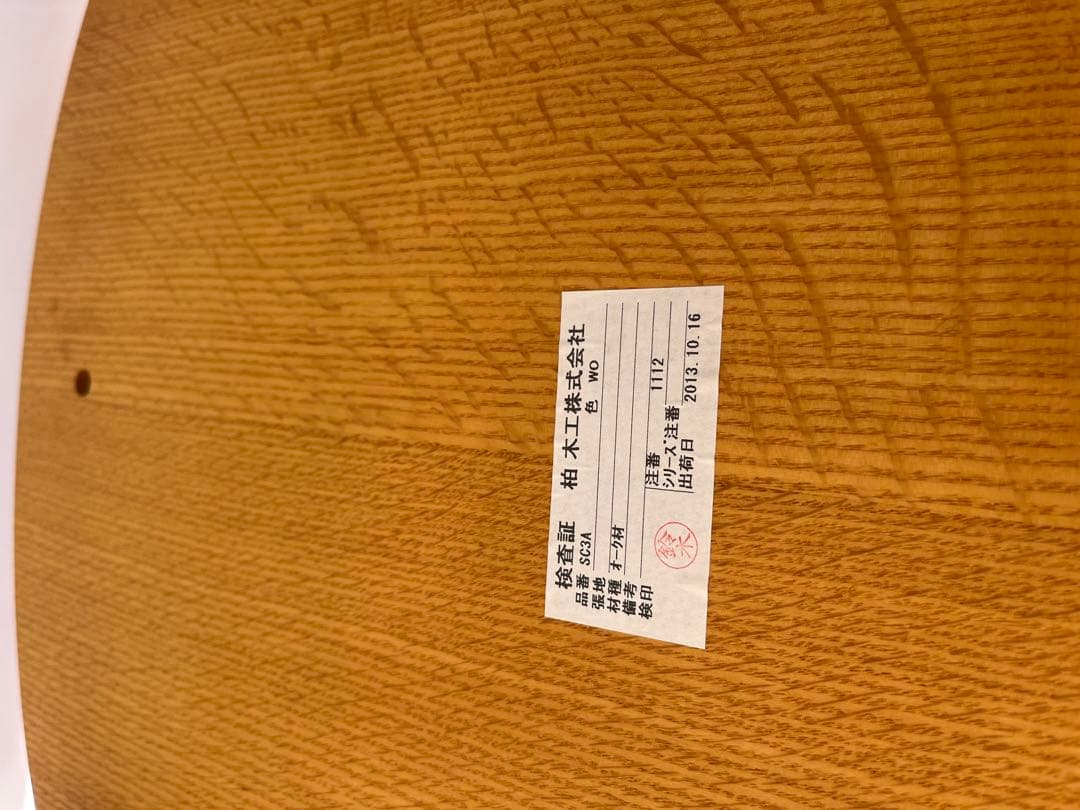 検査証 柏木工株式会社
品番 SC3A 色 WO
張地
材種 オーク材
備考
検印 鈴木 注番 1112
シリーズ注番
出荷日 2013.10.16